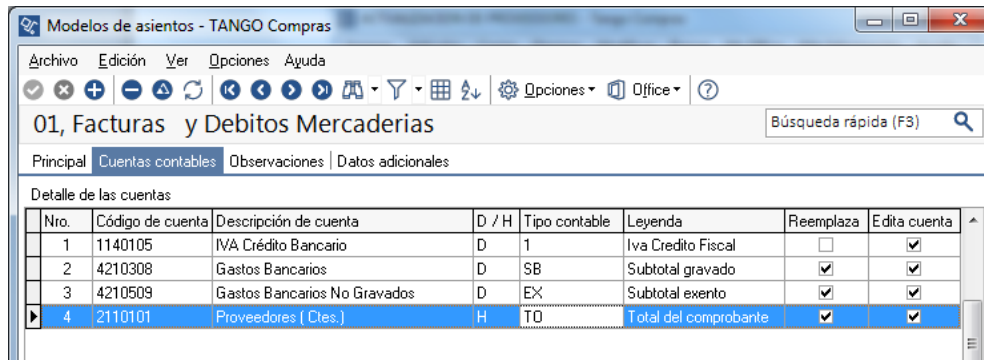 Modelos de asientos - TANGO Compras
Archivo Edición Ver Opciones Ayuda
Opciones Office
01, Facturas y Debitos Mercaderias
Búsqueda rápida (F3)
Principal Cuentas contables Observaciones Datos adicionales
Detalle de las cuentas
Nro. Código de cuenta Descripción de cuenta D / H Tipo contable Leyenda Reemplaza Edita cuenta
1 1140105 IVA Crédito Bancario D 1 Iva Credito Fiscal
2 4210308 Gastos Bancarios D SB Subtotal gravado
3 4210509 Gastos Bancarios No Gravados D EX Subtotal exento
4 2110101 Proveedores ( Ctes.) H TO Total del comprobante